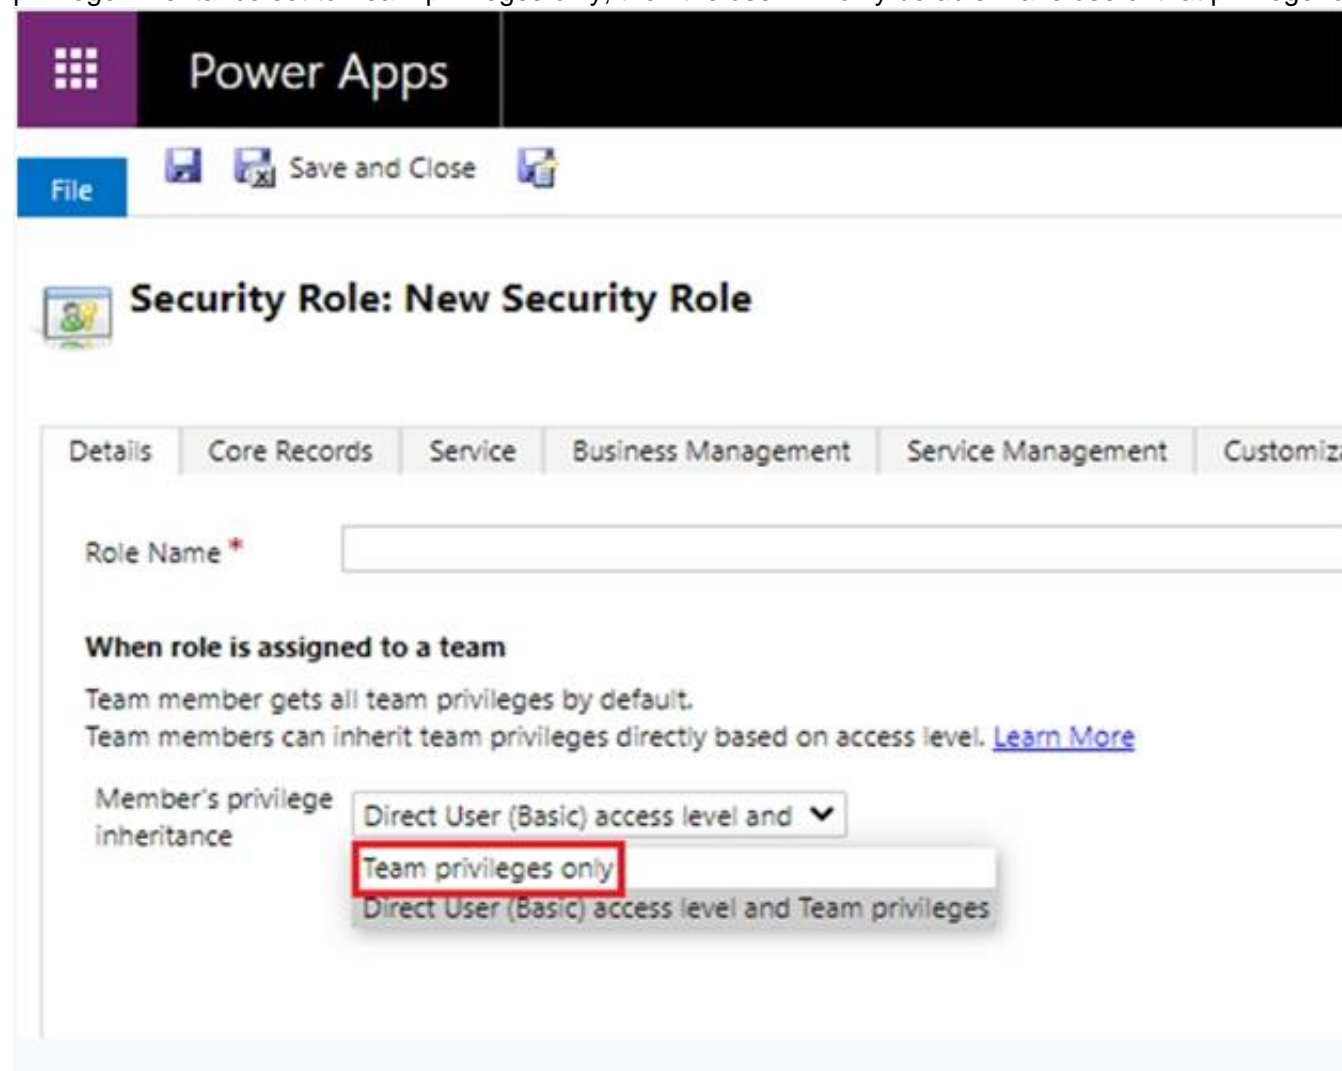 Power Apps
File
Save and Close
Security Role: New Security Role
Details Core Records Service Business Management Service Management Customiza
Role Name *
When role is assigned to a team
Team member gets all team privileges by default.
Team members can inherit team privileges directly based on access level. Learn More
Member's privilege
inheritance
Direct User (Basic) access level and
Team privileges only
Direct User (Basic) access level and Team privileges